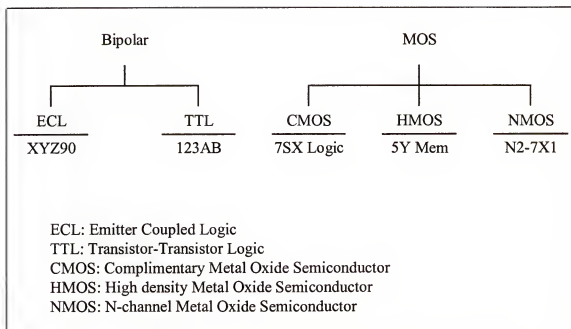 Bipolar MOS
ECL TTL CMOS HMOS NMOS
XYZ90 123AB 7SX Logic 5Y Mem N2-7X1
ECL: Emitter Coupled Logic
TTL: Transistor-Transistor Logic
CMOS: Complimentary Metal Oxide Semiconductor
HMOS: High density Metal Oxide Semiconductor
NMOS: N-channel Metal Oxide Semiconductor